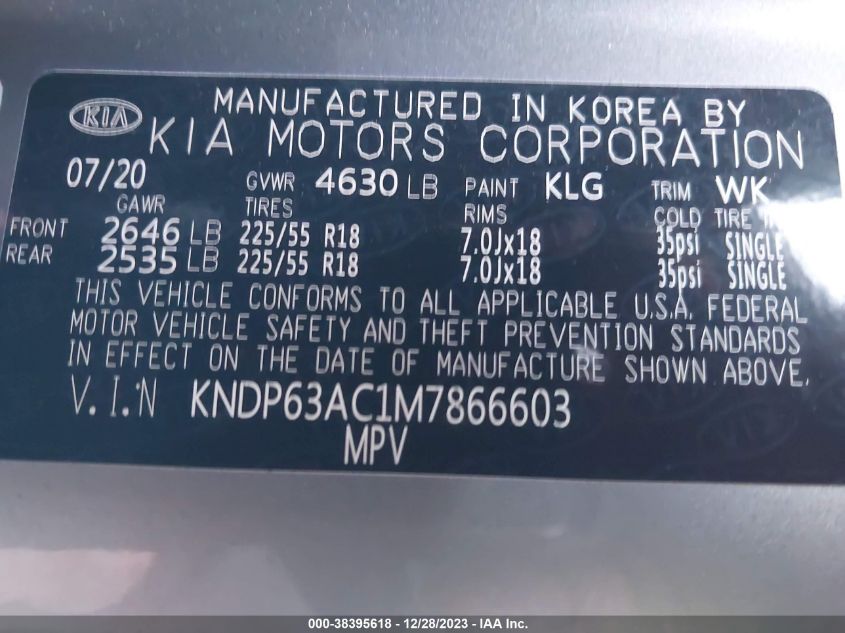 KIA MANUFACTURED IN KOREA BY
KIA MOTORS CORPORATION
07/20 GVWR 4630 LB PAINT KLG TRIM WK
GAWR TIRES RIMS COLD TIRE
FRONT 2646 LB 225/55 R18 7.0Jx18 35psi SINGLE
REAR 2535 LB 225/55 R18 7.0Jx18 35psi SINGLE
THIS VEHICLE CONFORMS TO ALL APPLICABLE U.S.A. FEDERAL
MOTOR VEHICLE SAFETY AND THEFT PREVENTION STANDARDS
IN EFFECT ON THE DATE OF MANUFACTURE SHOWN ABOVE.
V.I.N KNDP63AC1M7866603
MPV
000-38395618 - 12/28/2023 - IAA Inc.